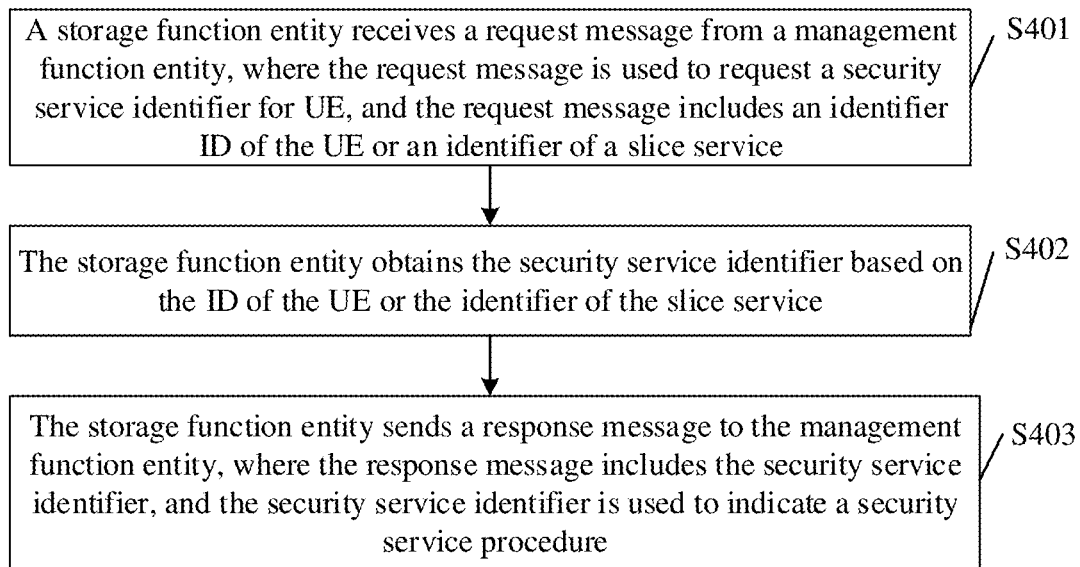 A storage function entity receives a request message from a management
function entity, where the request message is used to request a security
service identifier for UE, and the request message includes an identifier
ID of the UE or an identifier of a slice service
S401
The storage function entity obtains the security service identifier based on
the ID of the UE or the identifier of the slice service
S402
The storage function entity sends a response message to the management
function entity, where the response message includes the security service
identifier, and the security service identifier is used to indicate a security
service procedure
S403